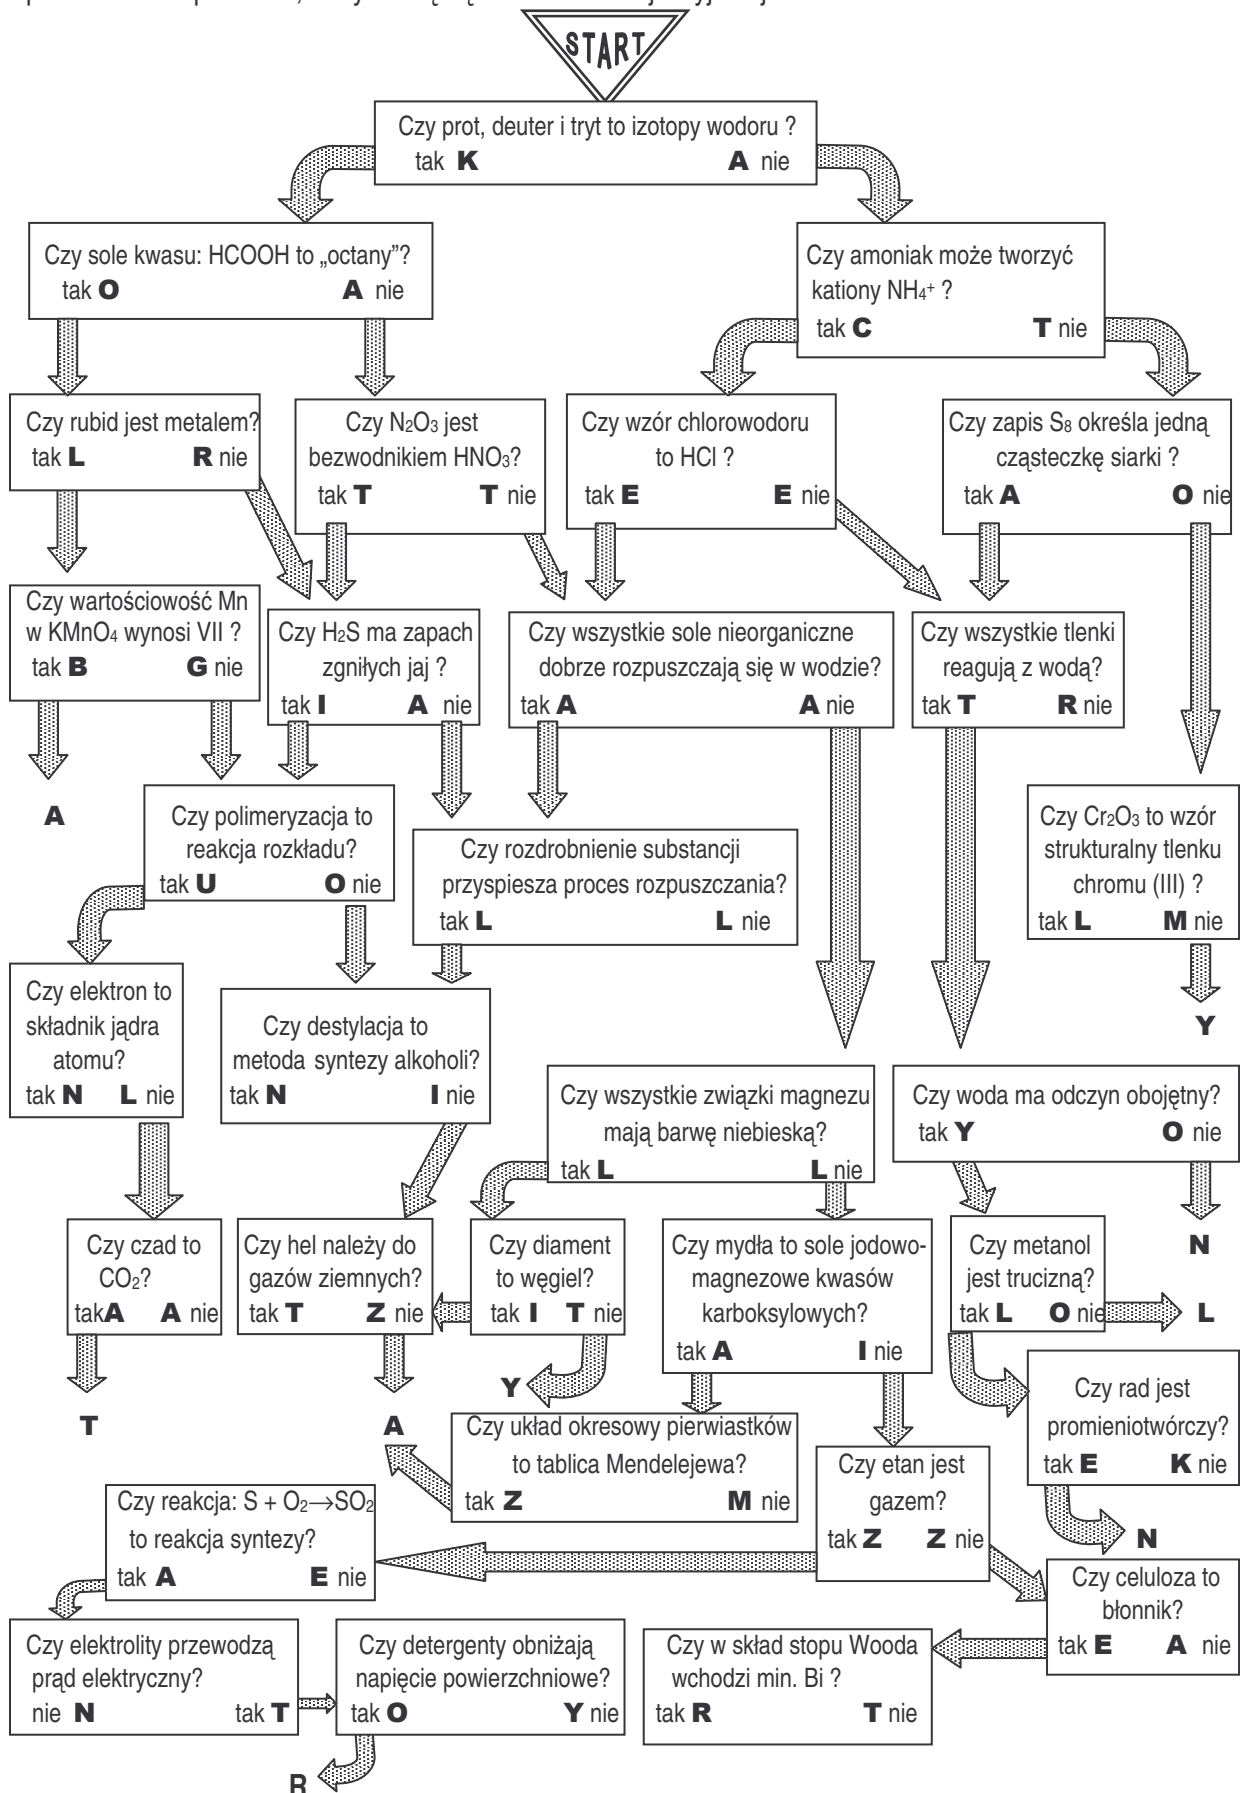 START
Czy prot, deuter i tryt to izotopy wodoru ?
tak K A nie
Czy sole kwasu: HCOOH to „octany”?
tak O A nie
Czy amoniak może tworzyć
kationy NH₄⁺ ?
tak C T nie
Czy rubid jest metalem?
tak L R nie
Czy N₂O₃ jest
bezwodnikiem HNO₃?
tak T T nie
Czy wzór chlorowodoru
to HCl ?
tak E E nie
Czy zapis S₈ określa jedną
cząsteczkę siarki ?
tak A O nie
Czy wartościowość Mn
w KMnO₄ wynosi VII ?
tak B G nie
Czy H₂S ma zapach
zgniłych jaj ?
tak I A nie
Czy wszystkie sole nieorganiczne
dobrze rozpuszczają się w wodzie?
tak A A nie
Czy wszystkie tlenki
reagują z wodą?
tak T R nie
A
Czy polimeryzacja to
reakcja rozkładu?
tak U O nie
Czy rozdrobnienie substancji
przyspiesza proces rozpuszczania?
tak L L nie
Czy Cr₂O₃ to wzór
strukturalny tlenku
chromu (III) ?
tak L M nie
Y
Czy elektron to
składnik jądra
atomu?
tak N L nie
Czy destylacja to
metoda syntezy alkoholi?
tak N I nie
Czy wszystkie związki magnezu
mają barwę niebieską?
tak L L nie
Czy woda ma odczyn obojętny?
tak Y O nie
N
Czy czad to
CO₂?
takA A nie
T
Czy hel należy do
gazów ziemnych?
tak T Z nie
A
Czy diament
to węgiel?
tak I T nie
Y
Czy mydła to sole jodowo-
magnezowe kwasów
karboksylowych?
tak A I nie
Czy metanol
jest trucizną?
tak L O nie
L
Czy rad jest
promieniotwórczy?
tak E K nie
N
Czy układ okresowy pierwiastków
to tablica Mendelejewa?
tak Z M nie
Czy etan jest
gazem?
tak Z Z nie
Czy reakcja: S + O₂→SO₂
to reakcja syntezy?
tak A E nie
Czy celuloza to
błonnik?
tak E A nie
Czy elektrolity przewodzą
prąd elektryczny?
nie N tak T
Czy detergenty obniżają
napięcie powierzchniowe?
tak O Y nie
Czy w skład stopu Wooda
wchodzi min. Bi ?
tak R T nie
R